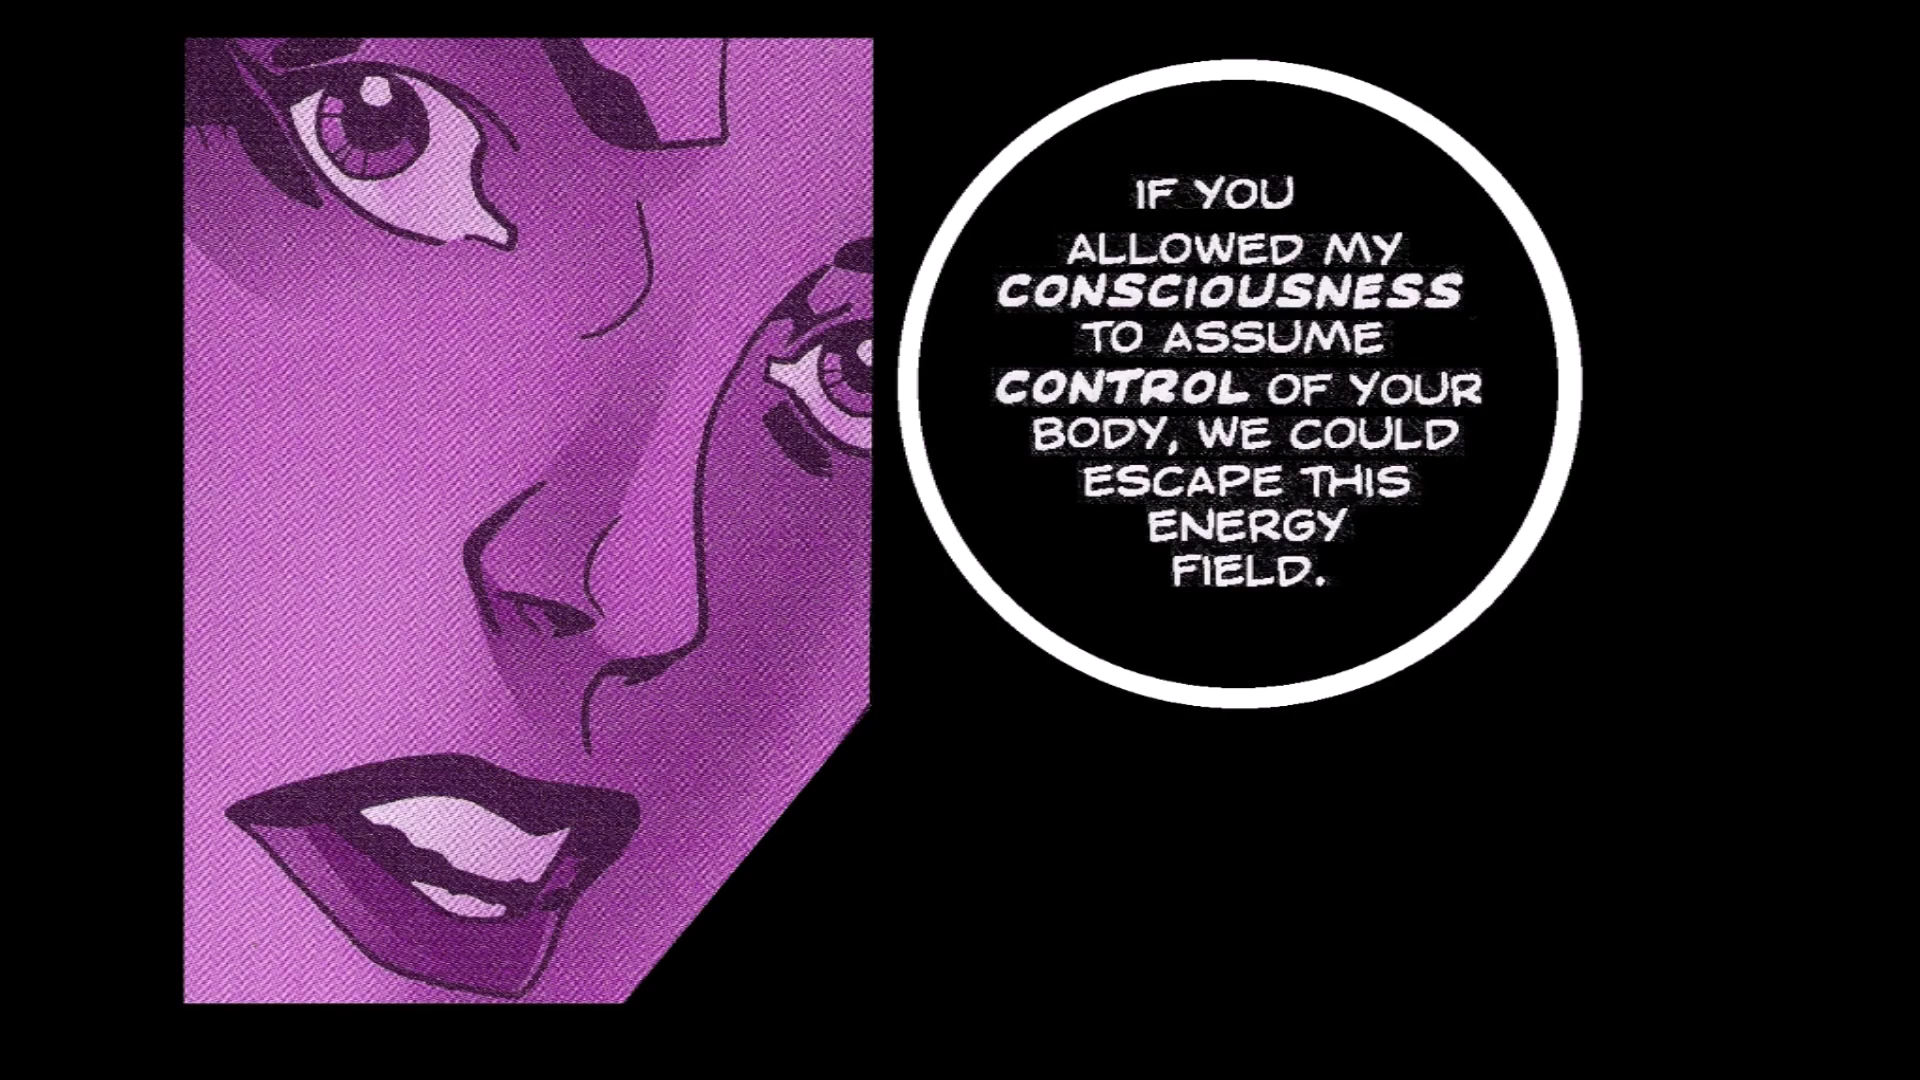 IF YOU
ALLOWED MY
CONSCIOUSNESS
TO ASSUME
CONTROL OF YOUR
BODY, WE COULD
ESCAPE THIS
ENERGY
FIELD.